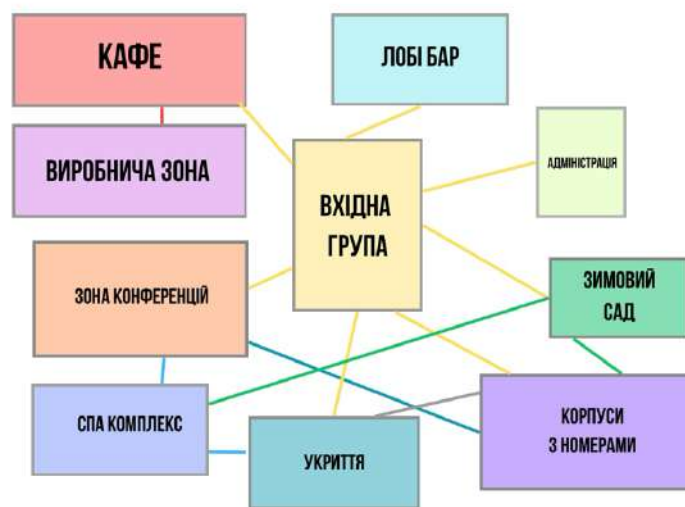 КАФЕ
ЛОБІ БАР
ВИРОБНИЧА ЗОНА
АДМІНІСТРАЦІЯ
ВХІДНА
ГРУПА
ЗОНА КОНФЕРЕНЦІЙ
ЗИМОВИЙ
САД
СПА КОМПЛЕКС
УКРИТТЯ
КОРПУСИ
З НОМЕРАМИ